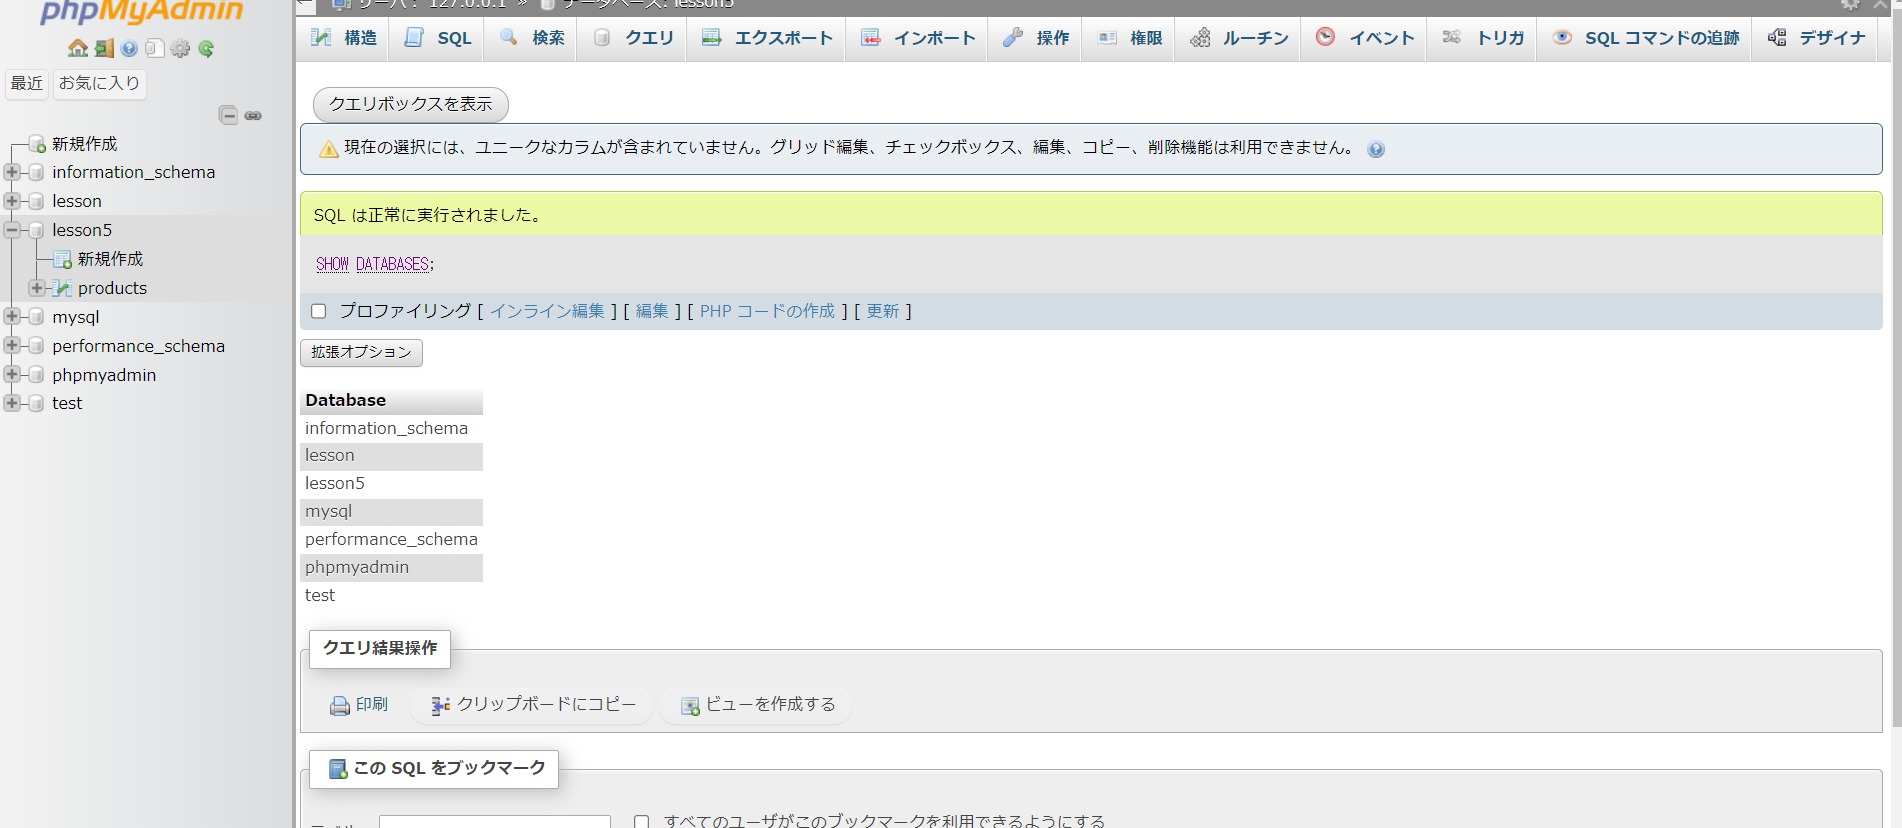 phpMyAdmin
サーバ: 127.0.0.1 » データベース: lesson5
最近 お気に入り
新規作成
information_schema
lesson
lesson5
新規作成
products
mysql
performance_schema
phpmyadmin
test
構造 SQL 検索 クエリ エクスポート インポート 操作 権限 ルーチン イベント トリガ SQL コマンドの追跡 デザイナ
クエリボックスを表示
現在の選択には、ユニークなカラムが含まれていません。グリッド編集、チェックボックス、編集、コピー、削除機能は利用できません。
SQL は正常に実行されました。
SHOW DATABASES;
プロファイリング [ インライン編集 ] [ 編集 ] [ PHP コードの作成 ] [ 更新 ]
拡張オプション
Database
information_schema
lesson
lesson5
mysql
performance_schema
phpmyadmin
test
クエリ結果操作
印刷 クリップボードにコピー ビューを作成する
この SQL をブックマーク
すべてのユーザがこのブックマークを利用できるようにする